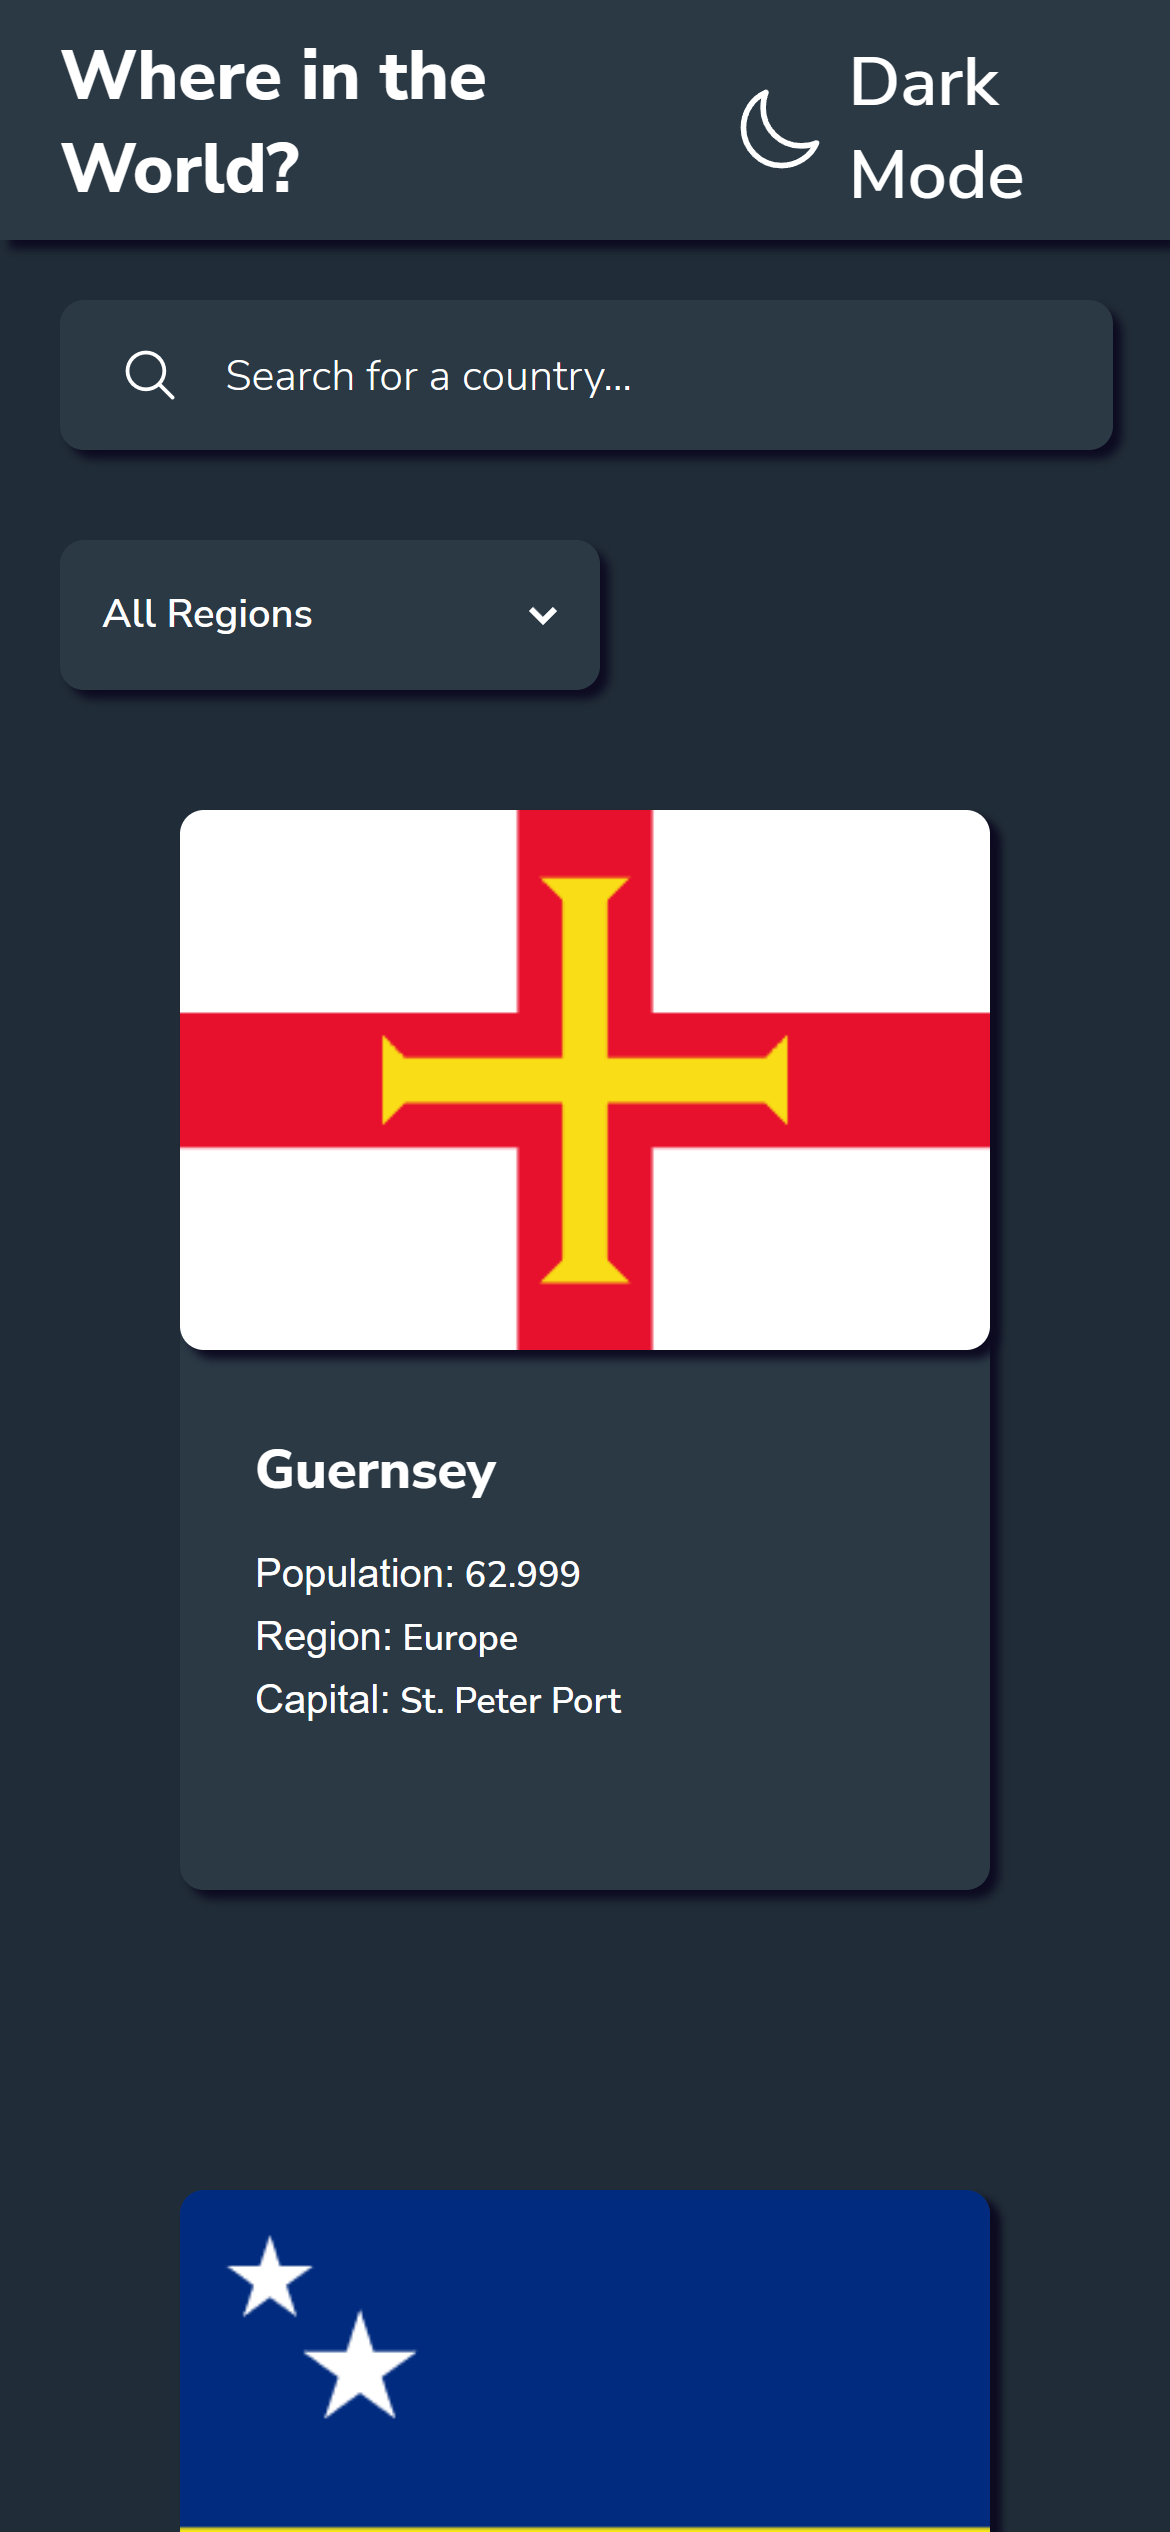 Where in the
World?
Dark
Mode
Search for a country...
All Regions
Guernsey
Population: 62.999
Region: Europe
Capital: St. Peter Port